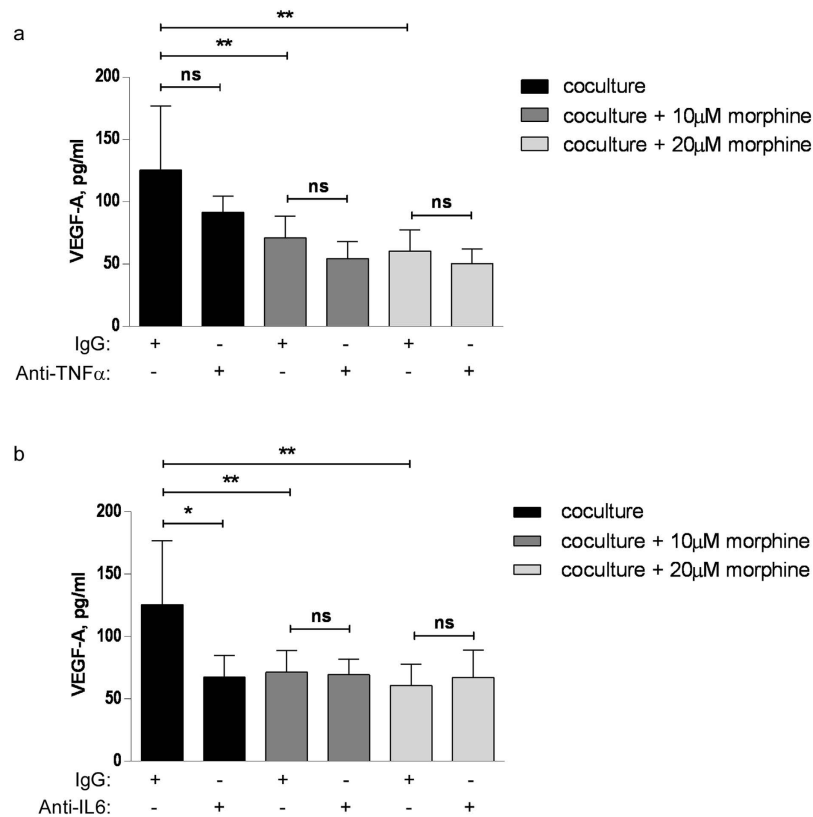 a
**
**
ns
ns
ns
200
150
100
50
0
VEGF-A, pg/ml
coculture
coculture + 10μM morphine
coculture + 20μM morphine
IgG: + - + - + -
Anti-TNFα: - + - + - +
b
**
**
*
ns
ns
200
150
100
50
0
VEGF-A, pg/ml
coculture
coculture + 10μM morphine
coculture + 20μM morphine
IgG: + - + - + -
Anti-IL6: - + - + - +